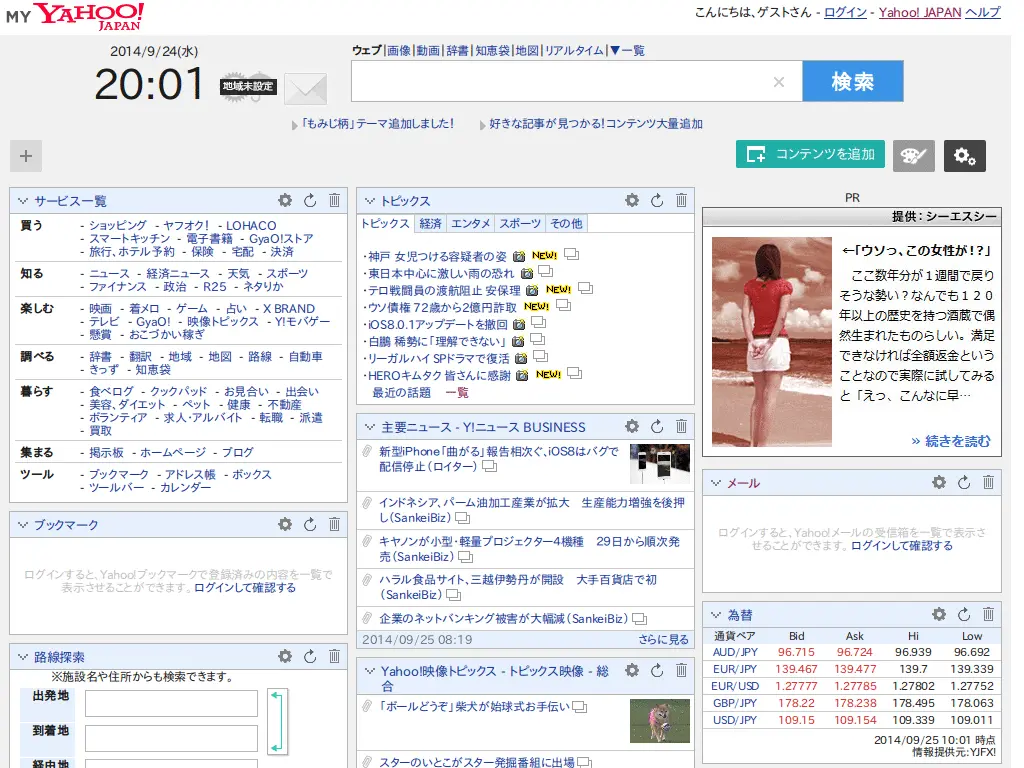 MY YAHOO! JAPAN
こんにちは、ゲストさん - ログイン - Yahoo! JAPAN ヘルプ
2014/9/24(水)
20:01
地域未設定
ウェブ|画像|動画|辞書|知恵袋|地図|リアルタイム|▼一覧
検索
「もみじ柄」テーマ追加しました!
好きな記事が見つかる!コンテンツ大量追加
コンテンツを追加
サービス一覧
買う
- ショッピング - ヤフオク! - LOHACO
- スマートキッチン - 電子書籍 - GyaO!ストア
- 旅行、ホテル予約 - 保険 - 宅配 - 決済
知る
- ニュース - 経済ニュース - 天気 - スポーツ
- ファイナンス - 政治 - R25 - ネタりか
楽しむ
- 映画 - 着メロ - ゲーム - 占い - X BRAND
- テレビ - GyaO! - 映像トピックス - Y!モバゲー
- 懸賞 - おこづかい稼ぎ
調べる
- 辞書 - 翻訳 - 地域 - 地図 - 路線 - 自動車
- きっず - 知恵袋
暮らす
- 食べログ - クックパッド - お見合い - 出会い
- 美容、ダイエット - ペット - 健康 - 不動産
- ボランティア - 求人・アルバイト - 転職 - 派遣
- 買取
集まる
- 掲示板 - ホームページ - ブログ
ツール
- ブックマーク - アドレス帳 - ボックス
- ツールバー - カレンダー
ブックマーク
ログインすると、Yahoo!ブックマークで登録済みの内容を一覧で
表示させることができます。ログインして確認する
路線探索
※施設名や住所からも検索できます。
出発地
到着地
経由地
トピックス
トピックス 経済 エンタメ スポーツ その他
・神戸 女児つける容疑者の姿 NEW!
・東日本中心に激しい雨の恐れ
・テロ戦闘員の渡航阻止 安保理 NEW!
・ウソ債権 72歳から2億円詐取 NEW!
・iOS8.0.1アップデートを撤回
・白鵬 稀勢に「理解できない」
・リーガルハイ SPドラマで復活
・HEROキムタク 皆さんに感謝 NEW!
最近の話題 一覧
主要ニュース - Y!ニュース BUSINESS
新型iPhone「曲がる」報告相次ぐ、iOS8はバグで
配信停止(ロイター)
インドネシア、パーム油加工産業が拡大 生産能力増強を後押
し(SankeiBiz)
キヤノンが小型・軽量プロジェクター4機種 29日から順次発
売(SankeiBiz)
ハラル食品サイト、三越伊勢丹が開設 大手百貨店で初
(SankeiBiz)
企業のネットバンキング被害が大幅減(SankeiBiz)
2014/09/25 08:19 さらに見る
Yahoo!映像トピックス - トピックス映像 - 総
合
「ボールどうぞ」柴犬が始球式お手伝い
スターのいとこがスター発掘番組に出場
PR
提供:シーエスシー
←「ウソっ、この女性が!?」
ここ数年分が1週間で戻り
そうな勢い?なんでも120
年以上の歴史を持つ酒蔵で偶
然生まれたものらしい。満足
できなければ全額返金という
ことなので実際に試してみる
と「えっ、こんなに早…
» 続きを読む
メール
ログインすると、Yahoo!メールの受信箱を一覧で表示さ
せることができます。ログインして確認する
為替
通貨ペア Bid Ask Hi Low
AUD/JPY 96.715 96.724 96.939 96.692
EUR/JPY 139.467 139.477 139.7 139.339
EUR/USD 1.27777 1.27785 1.27802 1.27752
GBP/JPY 178.22 178.238 178.495 178.063
USD/JPY 109.15 109.154 109.339 109.011
2014/09/25 10:01 時点
情報提供元:YJFX!